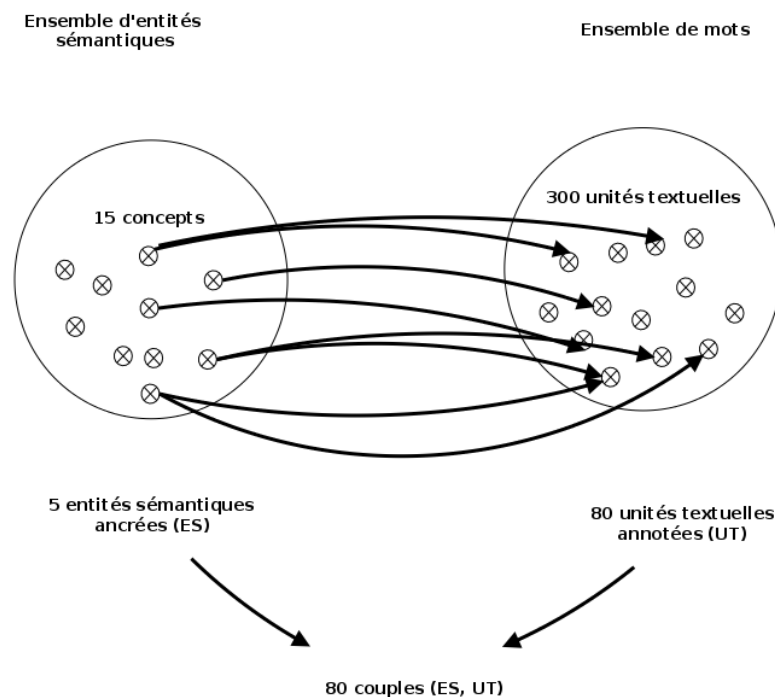 Ensemble d'entités
sémantiques
Ensemble de mots
15 concepts
300 unités textuelles
5 entités sémantiques
ancrées (ES)
80 unités textuelles
annotées (UT)
80 couples (ES, UT)